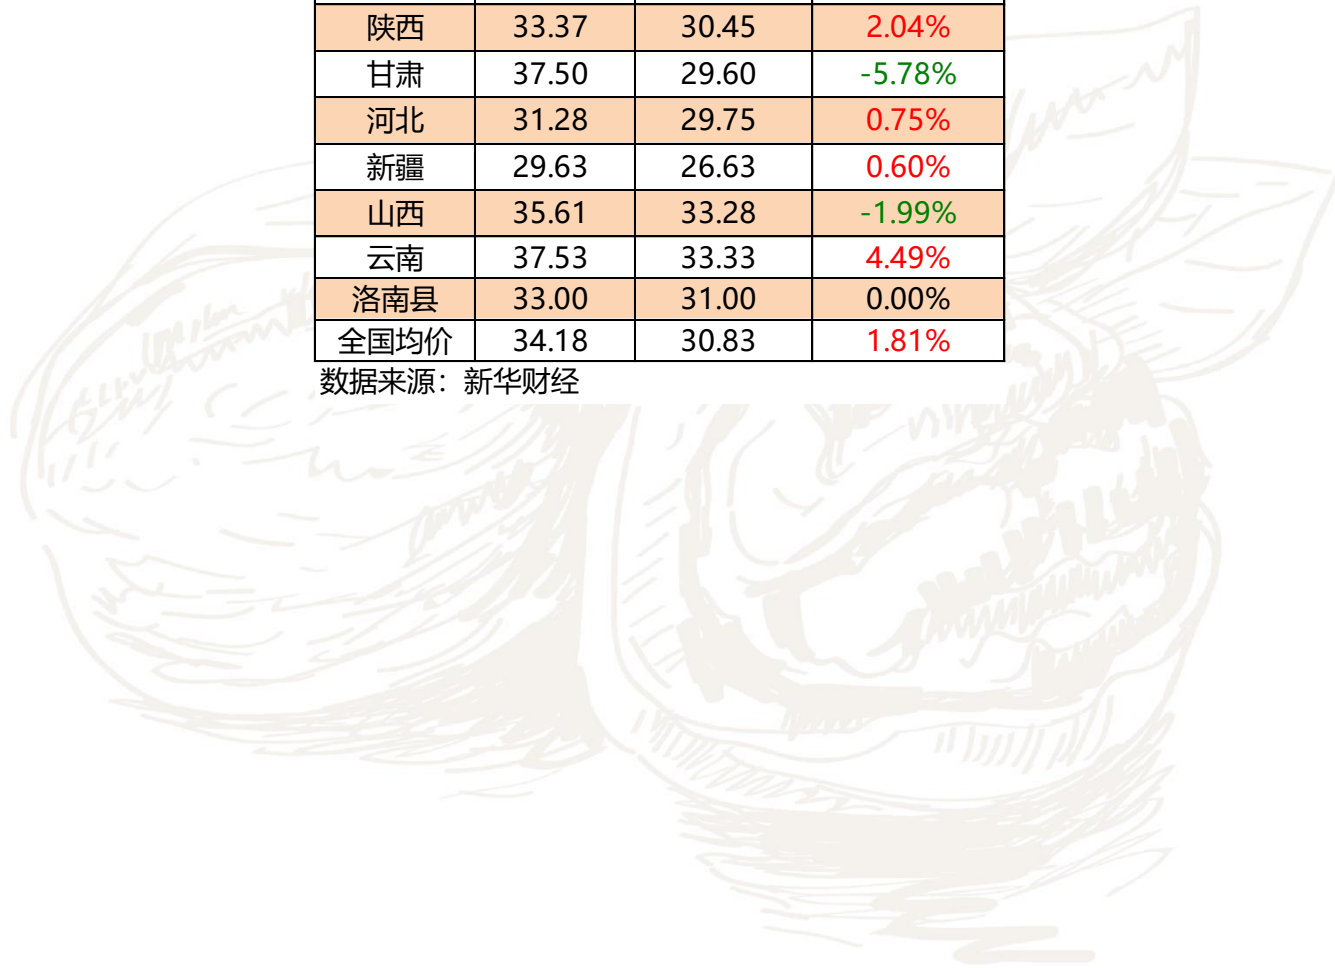 陕西 33.37 30.45 2.04%
甘肃 37.50 29.60 -5.78%
河北 31.28 29.75 0.75%
新疆 29.63 26.63 0.60%
山西 35.61 33.28 -1.99%
云南 37.53 33.33 4.49%
洛南县 33.00 31.00 0.00%
全国均价 34.18 30.83 1.81%
数据来源：新华财经